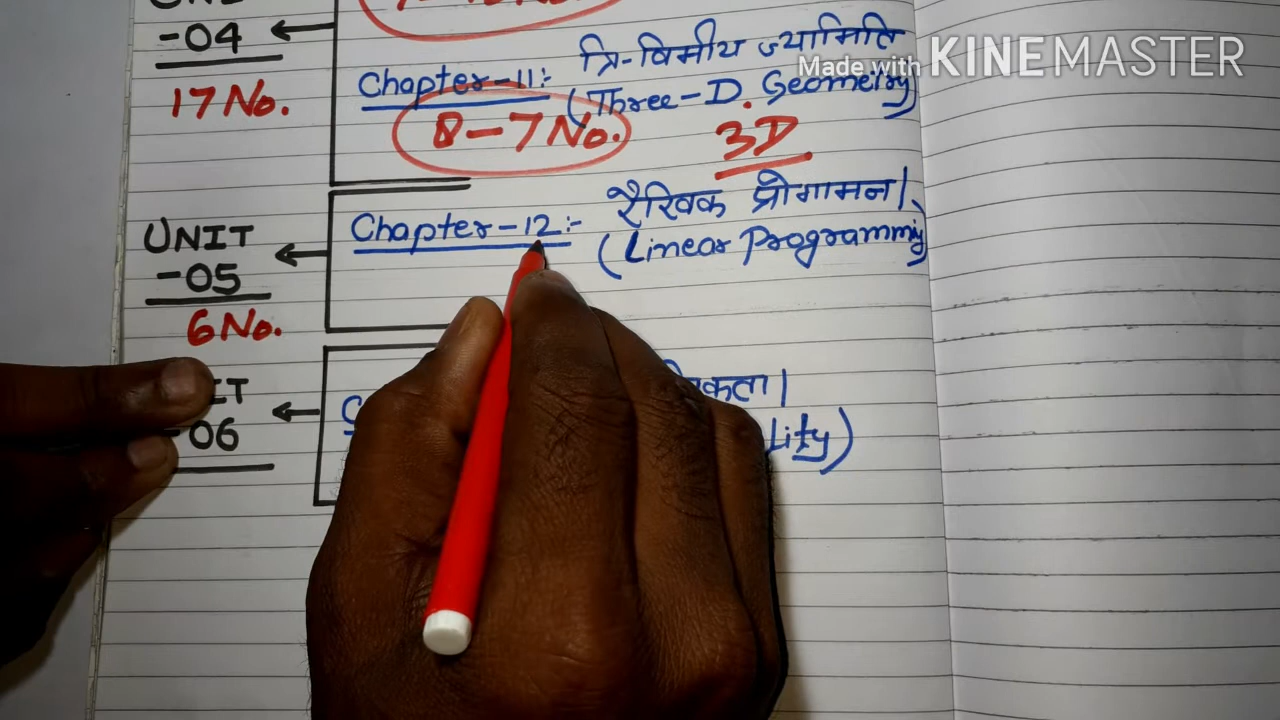 -04
17 No.
Chapter-11:-
त्रि-विमीय ज्यामिति
(Three-D. Geometry)
8-7 No.
3D
Made with KINEMASTER
UNIT
-05
6 No.
Chapter-12:-
रैखिक प्रोगामन।
(Linear Programming)
-06